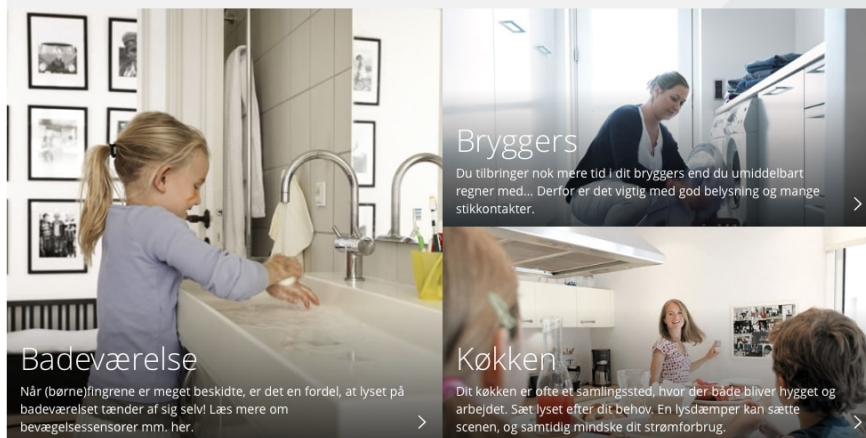 Badeværelse
Når (børne)fingrene er meget beskidte, er det en fordel, at lyset på
badeværelset tænder af sig selv! Læs mere om
bevægelsessensorer mm. her.
Bryggers
Du tilbringer nok mere tid i dit bryggers end du umiddelbart
regner med... Derfor er det vigtig med god belysning og mange
stikkontakter.
Køkken
Dit køkken er ofte et samlingssted, hvor der både bliver hygget og
arbejdet. Sæt lyset efter dit behov. En lysdæmper kan sætte
scenen, og samtidig mindske dit strømforbrug.